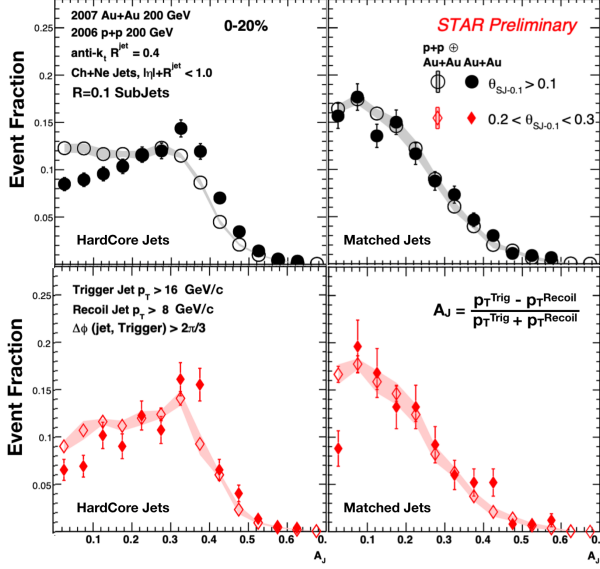 2007 Au+Au 200 GeV
2006 p+p 200 GeV
anti-kt R^jet = 0.4
Ch+Ne Jets, |η|+R^jet < 1.0
R=0.1 SubJets
0-20%
HardCore Jets
STAR Preliminary
p+p ⊕
Au+Au Au+Au
θSJ-0.1 > 0.1
0.2 < θSJ-0.1 < 0.3
Matched Jets
Event Fraction
0.25
0.2
0.15
0.1
0.05
Trigger Jet pT > 16 GeV/c
Recoil Jet pT > 8 GeV/c
Δϕ (jet, Trigger) > 2π/3
HardCore Jets
AJ = pT^Trig - pT^Recoil
pT^Trig + pT^Recoil
Matched Jets
Event Fraction
0.25
0.2
0.15
0.1
0.05
0.1 0.2 0.3 0.4 0.5 0.6
AJ
0.1 0.2 0.3 0.4 0.5 0.
AJ